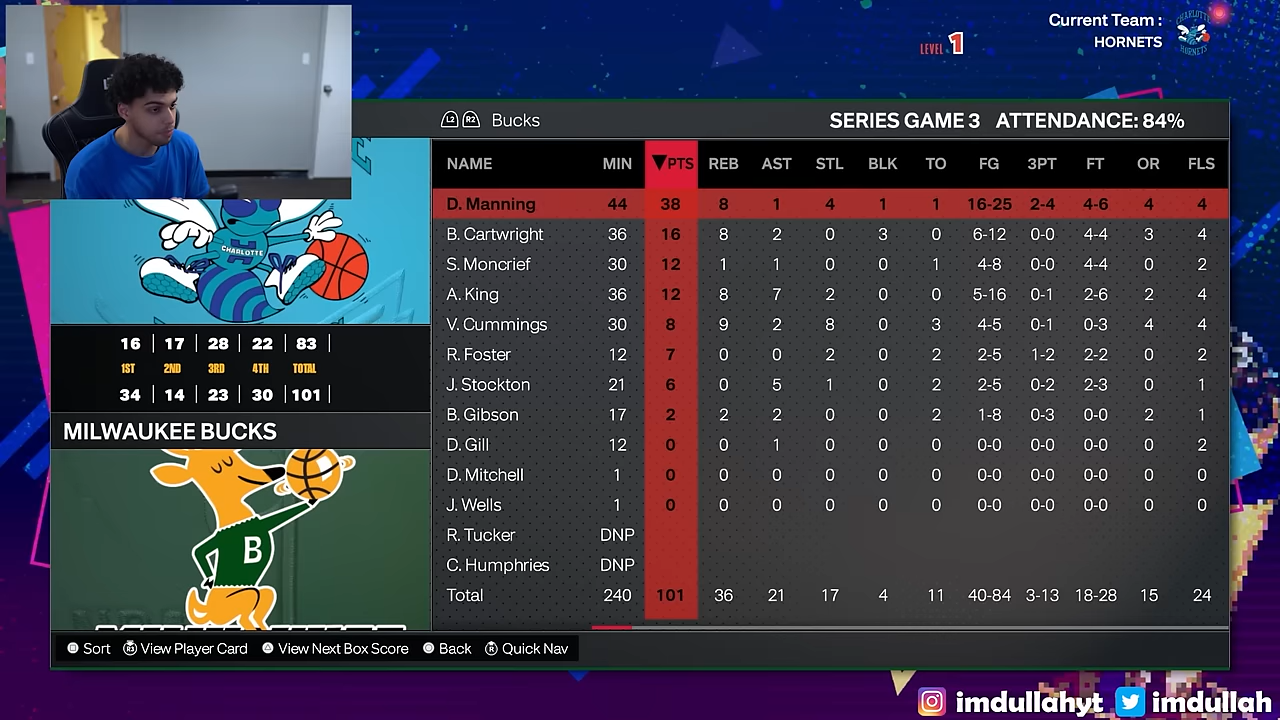 Current Team :
HORNETS
LEVEL 1
CHARLOTTE
HORNETS
L2 R2 Bucks SERIES GAME 3 ATTENDANCE: 84%
NAME MIN ▼PTS REB AST STL BLK TO FG 3PT FT OR FLS
D. Manning 44 38 8 1 4 1 1 16-25 2-4 4-6 4 4
B. Cartwright 36 16 8 2 0 3 0 6-12 0-0 4-4 3 4
S. Moncrief 30 12 1 1 0 0 1 4-8 0-0 4-4 0 2
A. King 36 12 8 7 2 0 0 5-16 0-1 2-6 2 4
V. Cummings 30 8 9 2 8 0 3 4-5 0-1 0-3 4 4
R. Foster 12 7 0 0 2 0 2 2-5 1-2 2-2 0 2
J. Stockton 21 6 0 5 1 0 2 2-5 0-2 2-3 0 1
B. Gibson 17 2 2 2 0 0 2 1-8 0-3 0-0 2 1
D. Gill 12 0 0 1 0 0 0 0-0 0-0 0-0 0 2
D. Mitchell 1 0 0 0 0 0 0 0-0 0-0 0-0 0 0
J. Wells 1 0 0 0 0 0 0 0-0 0-0 0-0 0 0
R. Tucker DNP
C. Humphries DNP
Total 240 101 36 21 17 4 11 40-84 3-13 18-28 15 24
CHARLOTTE
16 17 28 22 83
1ST 2ND 3RD 4TH TOTAL
34 14 23 30 101
MILWAUKEE BUCKS
B
Sort R3 View Player Card View Next Box Score Back R Quick Nav
imdullahyt imdullah